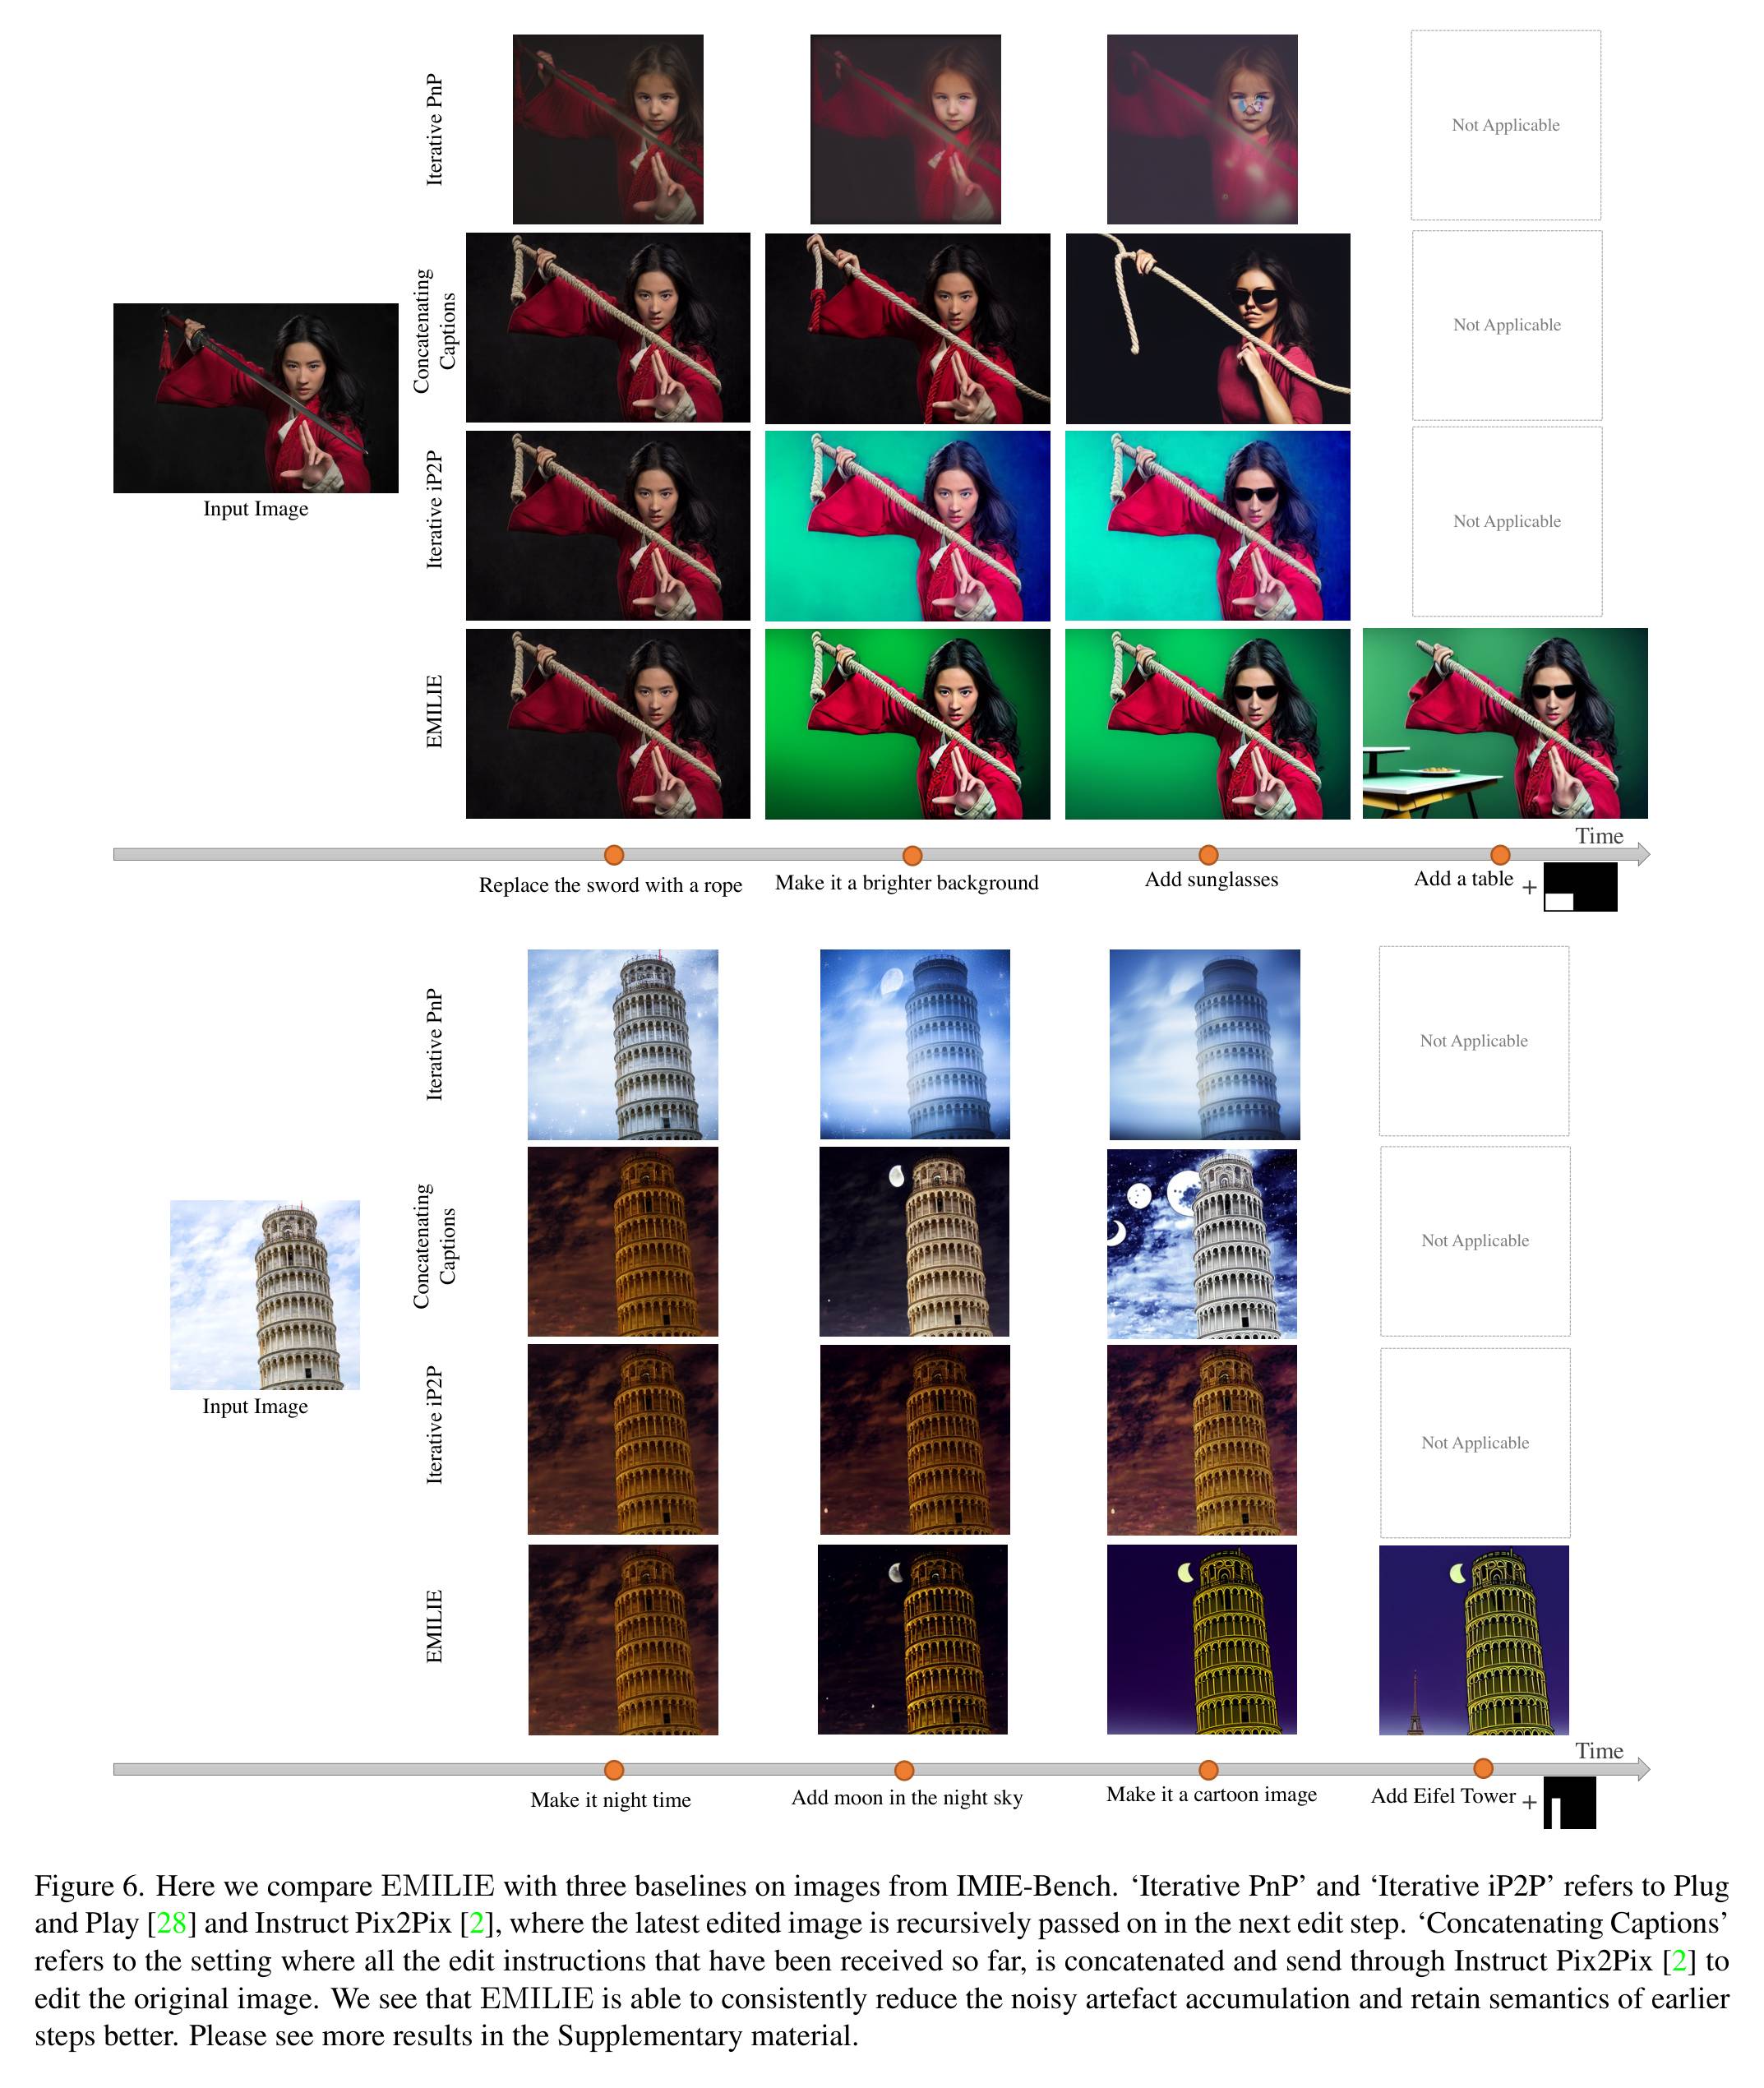 Iterative PnP
Not Applicable
Concatenating
Captions
Not Applicable
Input Image
Iterative iP2P
Not Applicable
EMILIE
Time
Replace the sword with a rope
Make it a brighter background
Add sunglasses
Add a table +
Iterative PnP
Not Applicable
Concatenating
Captions
Not Applicable
Input Image
Iterative iP2P
Not Applicable
EMILIE
Time
Make it night time
Add moon in the night sky
Make it a cartoon image
Add Eifel Tower +
Figure 6. Here we compare EMILIE with three baselines on images from IMIE-Bench. ‘Iterative PnP’ and ‘Iterative iP2P’ refers to Plug
and Play [28] and Instruct Pix2Pix [2], where the latest edited image is recursively passed on in the next edit step. ‘Concatenating Captions’
refers to the setting where all the edit instructions that have been received so far, is concatenated and send through Instruct Pix2Pix [2] to
edit the original image. We see that EMILIE is able to consistently reduce the noisy artefact accumulation and retain semantics of earlier
steps better. Please see more results in the Supplementary material.